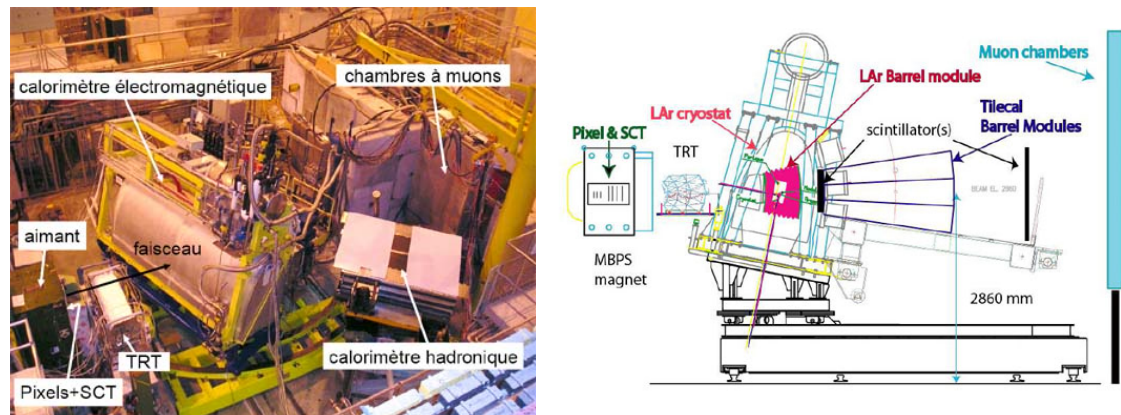 calorimètre électromagnétique
chambres à muons
aimant
faisceau
TRT
Pixels+SCT
calorimètre hadronique
Muon chambers
LAr Barrel module
LAr cryostat
Tilecal
Barrel Modules
scintillator(s)
Pixel & SCT
TRT
MBPS
magnet
2860 mm